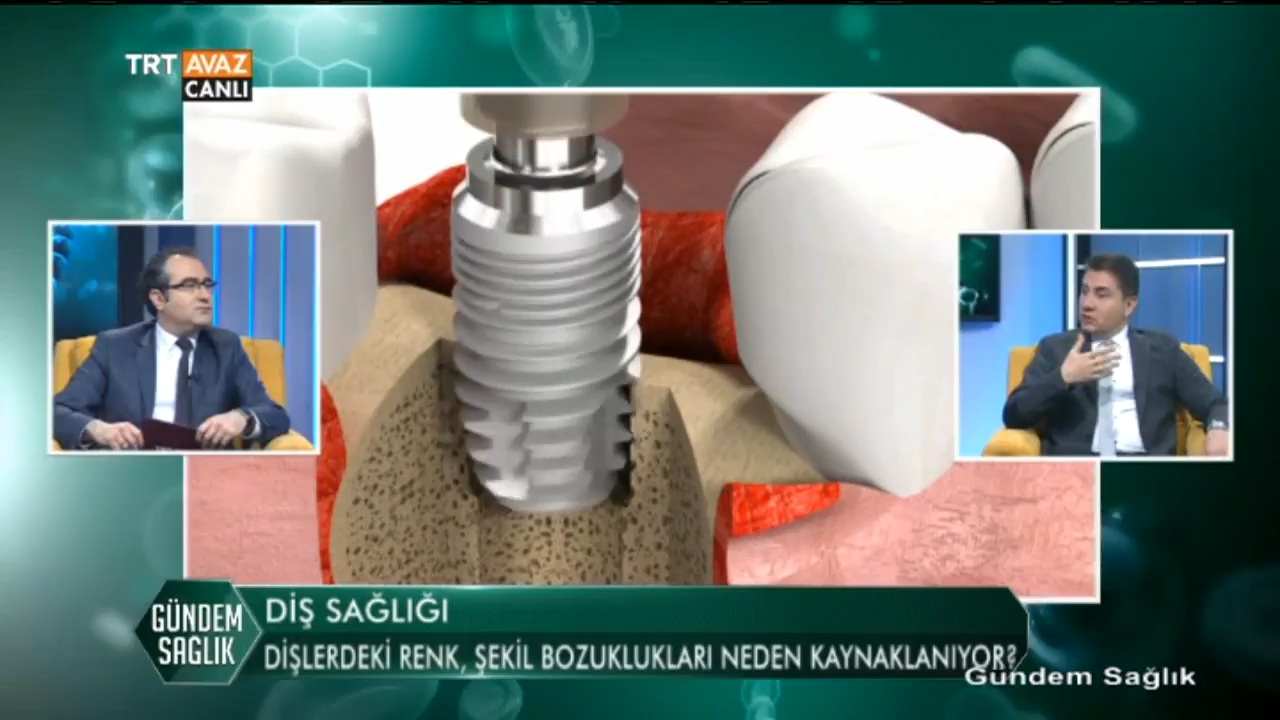 TRT AVAZ
CANLI
GÜNDEM
SAĞLIK
DİŞ SAĞLIĞI
DİŞLERDEKİ RENK, ŞEKİL BOZUKLUKLARI NEDEN KAYNAKLANIYOR?
Gündem Sağlık